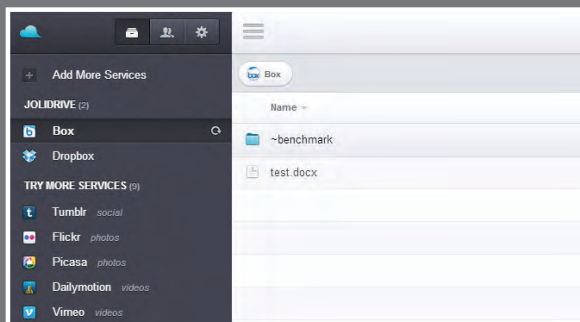 Add More Services
JOLIDRIVE (2)
Box
Dropbox
TRY MORE SERVICES (9)
Tumblr social
Flickr photos
Picasa photos
Dailymotion videos
Vimeo videos
box Box
Name
~benchmark
test.docx